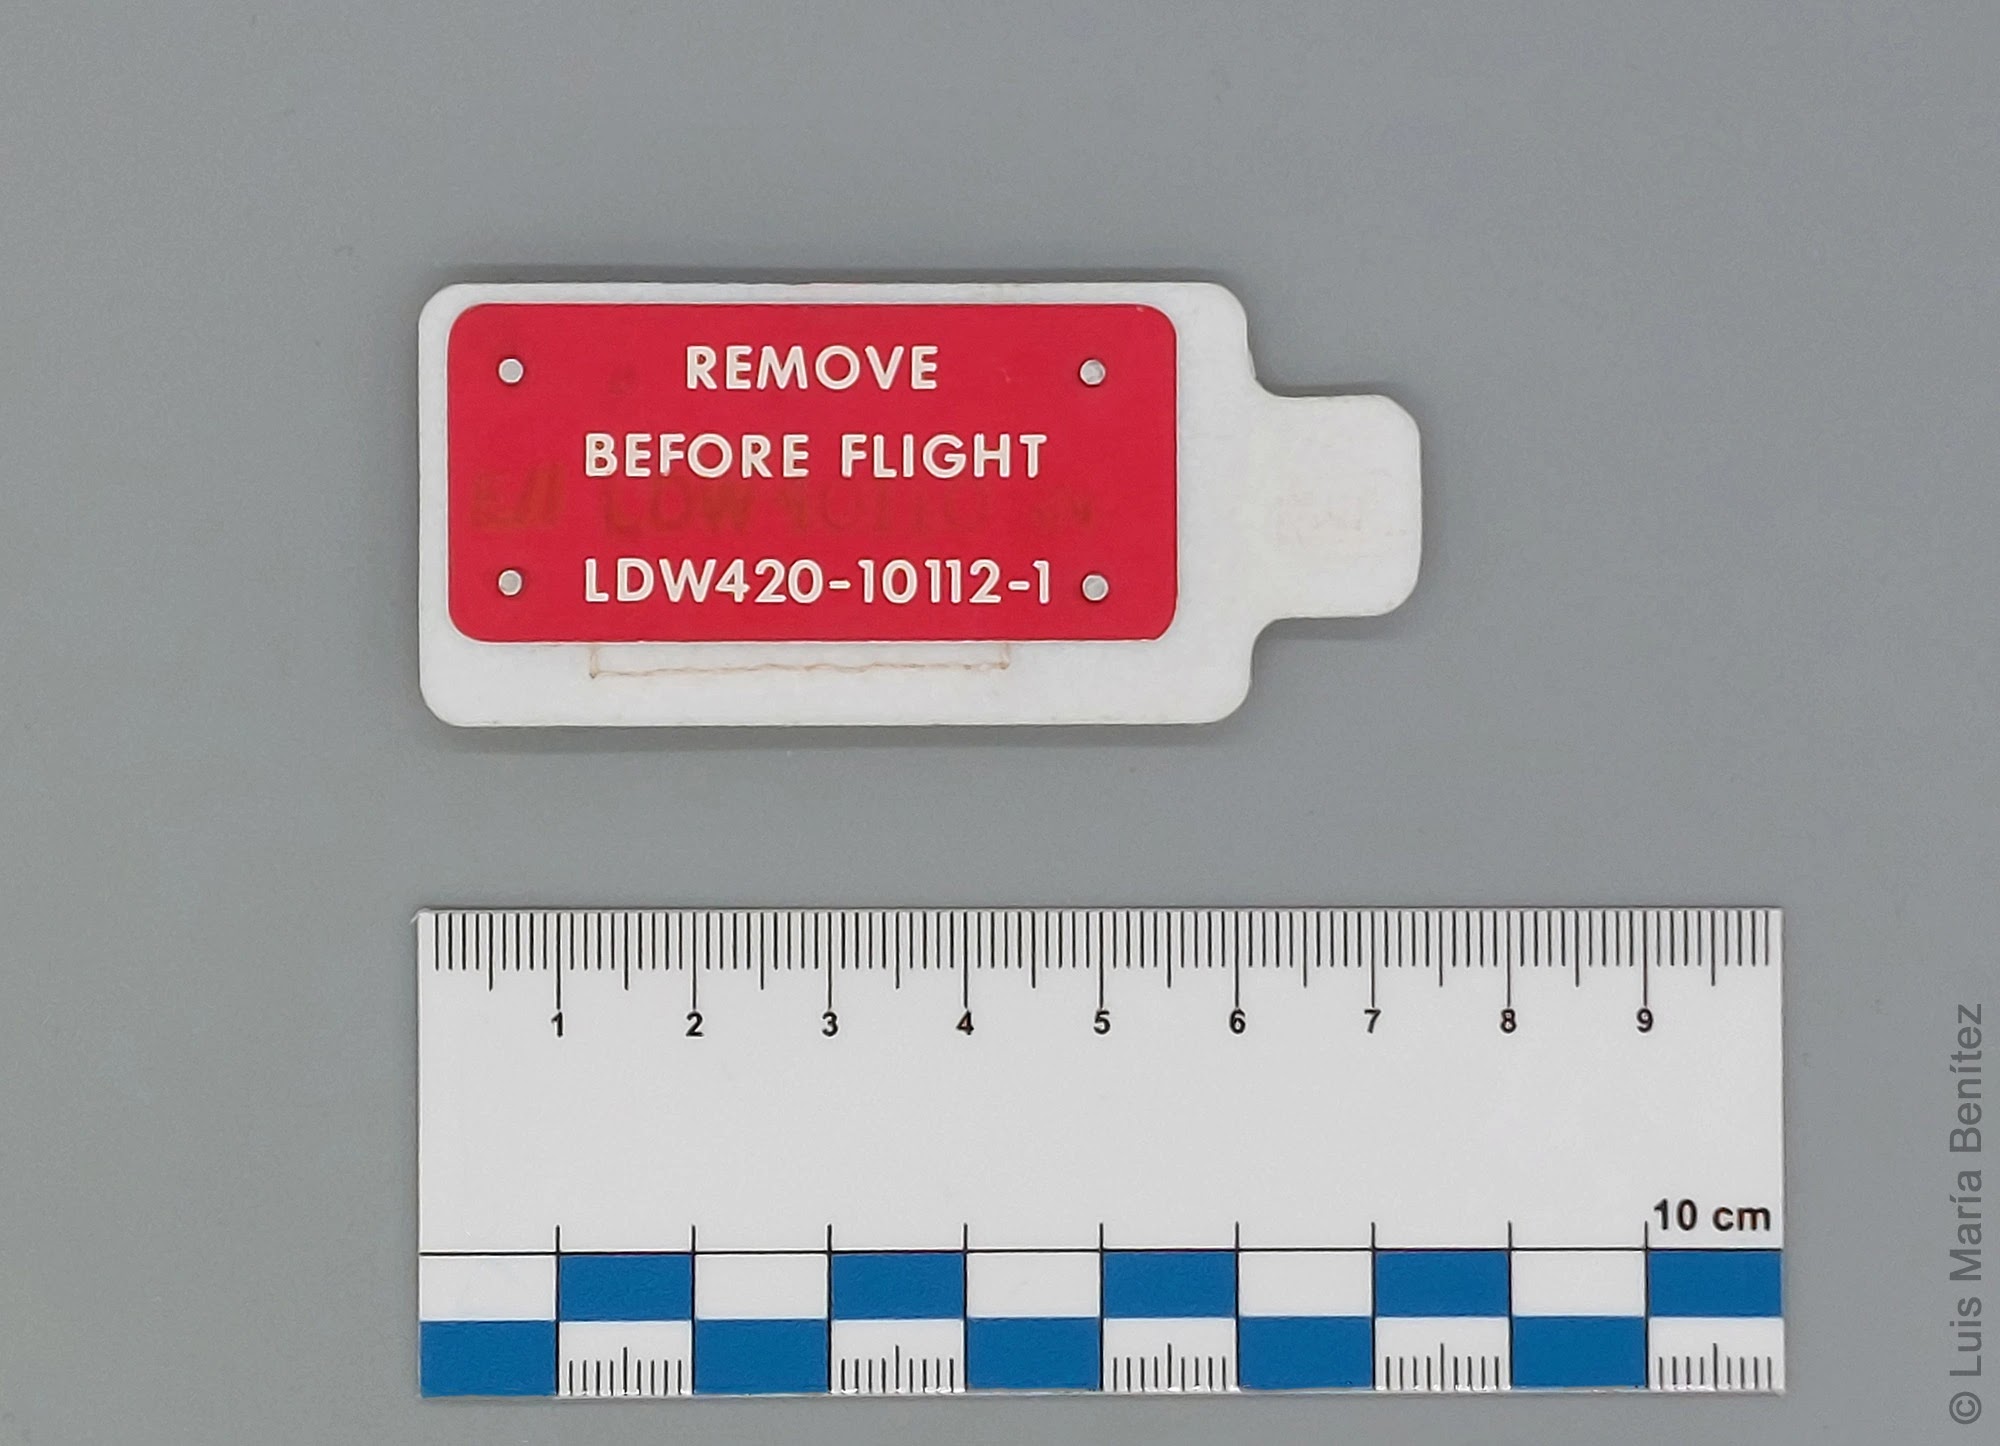 REMOVE
BEFORE FLIGHT
LDW420-10112-1
1 2 3 4 5 6 7 8 9
10 cm
© Luis María Benítez